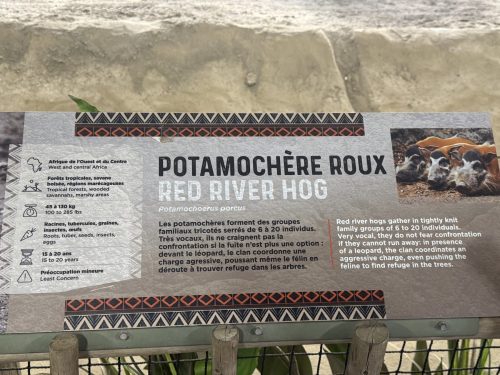 Afrique de l'Ouest et du Centre
West and central Africa
Forêts tropicales, savane
boisée, régions marécageuses
Tropical forests, wooded
savannahs, marshy areas
45 à 130 kg
100 to 285 lbs
Racines, tubercules, graines,
insectes, œufs
Roots, tuber, seeds, insects,
eggs
15 à 20 ans
15 to 20 years
Préoccupation mineure
Least Concern
POTAMOCHÈRE ROUX
RED RIVER HOG
Potamochoerus porcus
Les potamochères forment des groupes
familiaux tricotés serrés de 6 à 20 individus.
Très vocaux, ils ne craignent pas la
confrontation si la fuite n'est plus une option :
devant le léopard, le clan coordonne une
charge agressive, poussant même le félin en
déroute à trouver refuge dans les arbres.
Red river hogs gather in tightly knit
family groups of 6 to 20 individuals.
Very vocal, they do not fear confrontation
if they cannot run away: in presence
of a leopard, the clan coordinates an
aggressive charge, even pushing the
feline to find refuge in the trees.